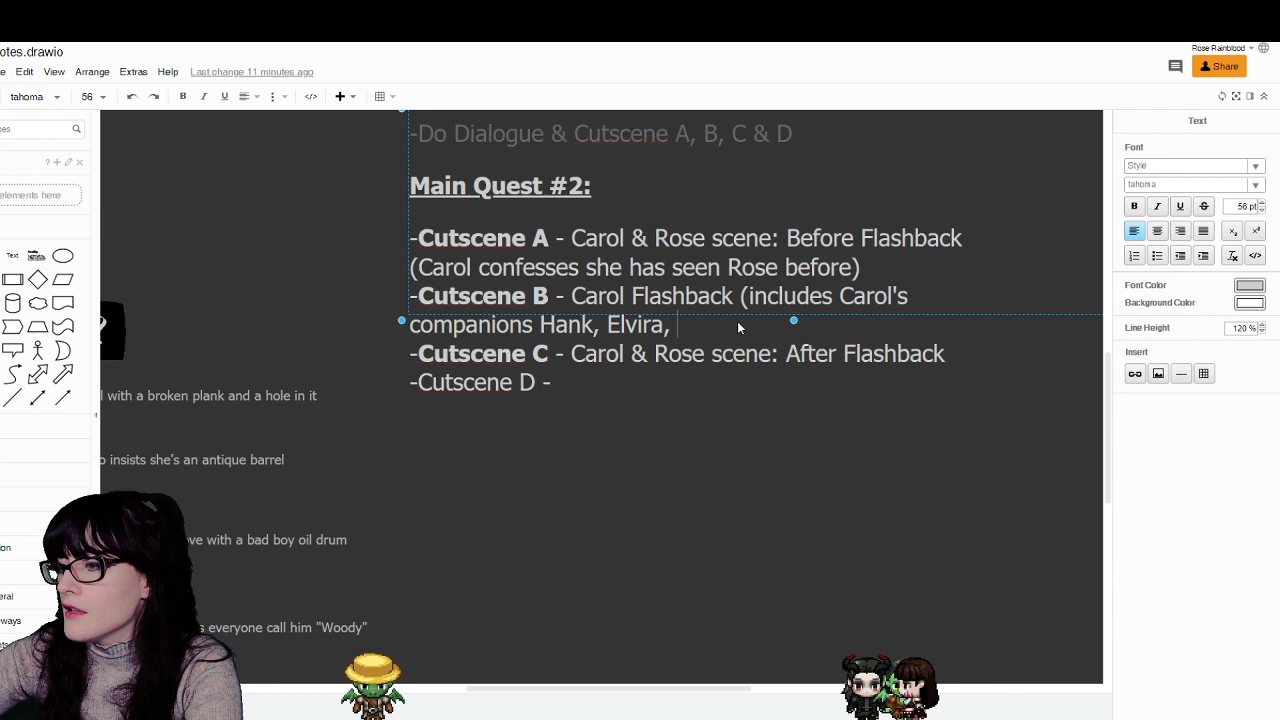 otes.drawio
Rose Rainblood
Edit View Arrange Extras Help Last change 11 minutes ago
Share
tahoma 56
Text
Font
Style
tahoma
56 pt
Font Color
Background Color
Line Height 120 %
Insert
elements here
Text
-Do Dialogue & Cutscene A, B, C & D
Main Quest #2:
-Cutscene A - Carol & Rose scene: Before Flashback
(Carol confesses she has seen Rose before)
-Cutscene B - Carol Flashback (includes Carol's
companions Hank, Elvira,
-Cutscene C - Carol & Rose scene: After Flashback
-Cutscene D -
?
l with a broken plank and a hole in it
o insists she's an antique barrel
ove with a bad boy oil drum
s everyone call him "Woody"